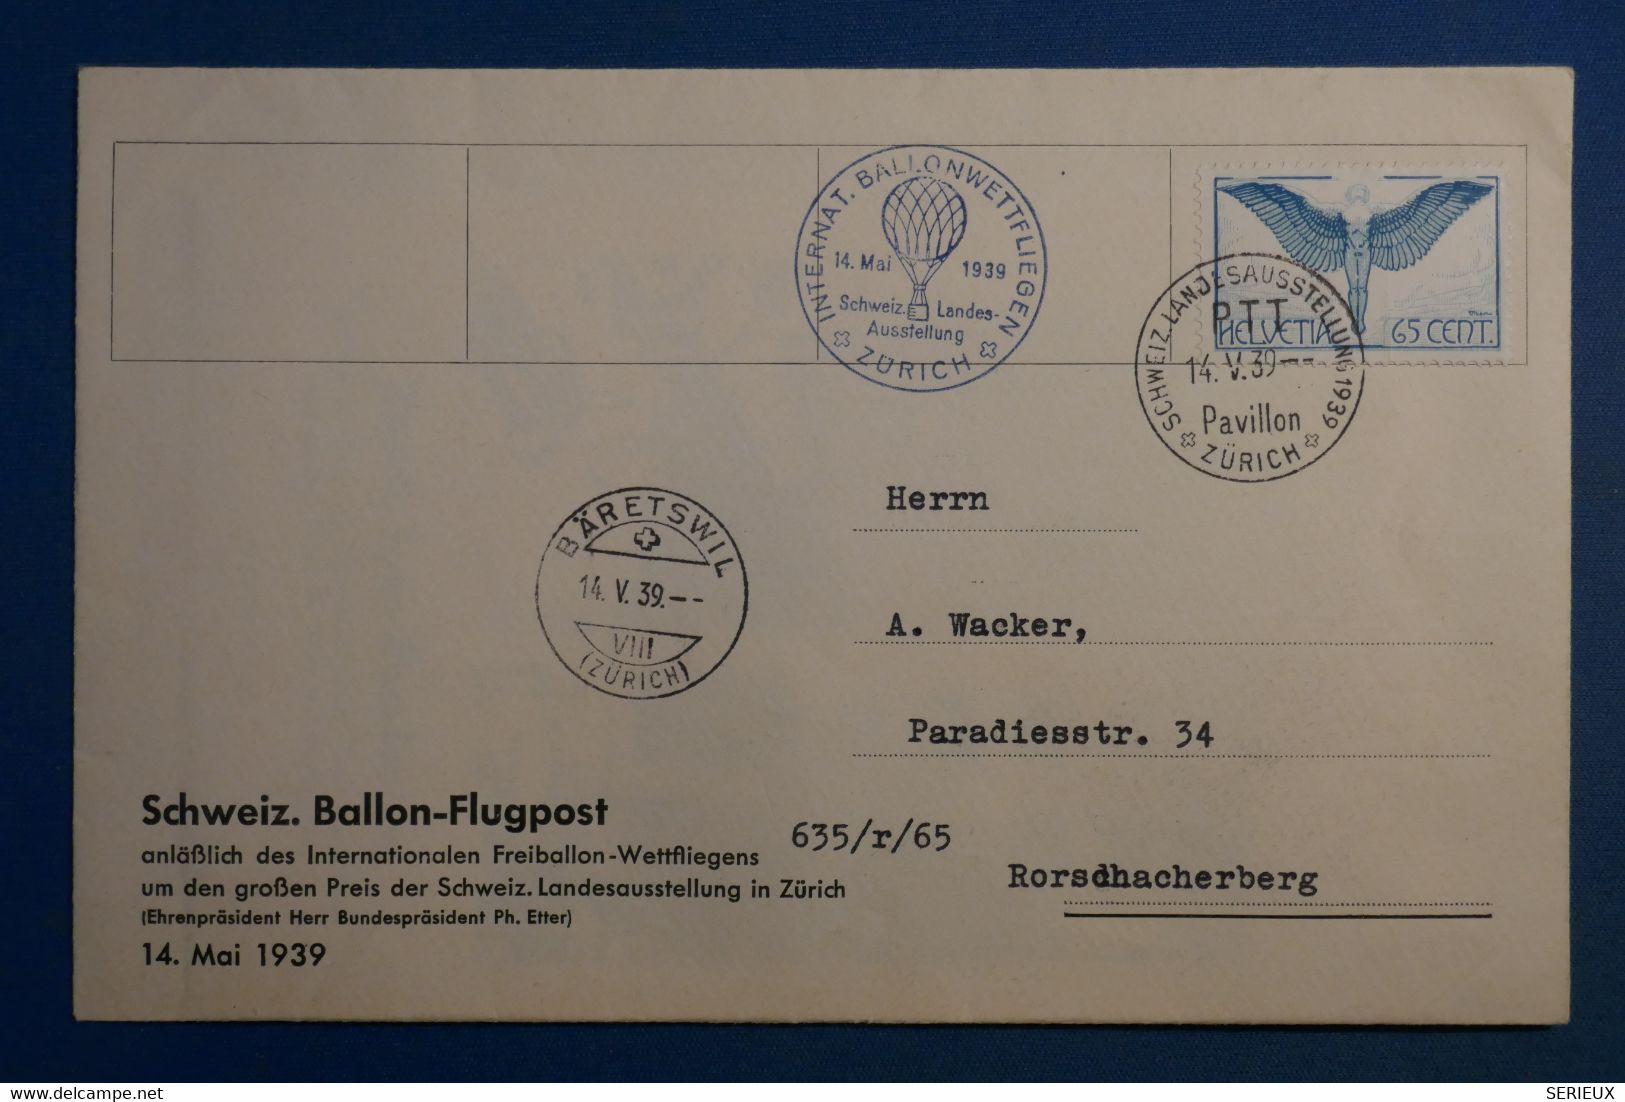 INTERNAT. BALLONWETTFLIEGEN
14. Mai 1939
Schweiz. Landes-
Ausstellung
ZÜRICH
HELVETIA 65 CENT.
SCHWEIZ. LANDESAUSSTELLUNG 1939
PTT
14. V. 39---
Pavillon
ZÜRICH
BÄRETSWIL
14. V. 39.---
VIII
(ZÜRICH)
Herrn
A. Wacker,
Paradiesstr. 34
Rorschacherberg
635/r/65
Schweiz. Ballon-Flugpost
anläßlich des Internationalen Freiballon-Wettfliegens
um den großen Preis der Schweiz. Landesausstellung in Zürich
(Ehrenpräsident Herr Bundespräsident Ph. Etter)
14. Mai 1939
delcampe.net
SERIEUX